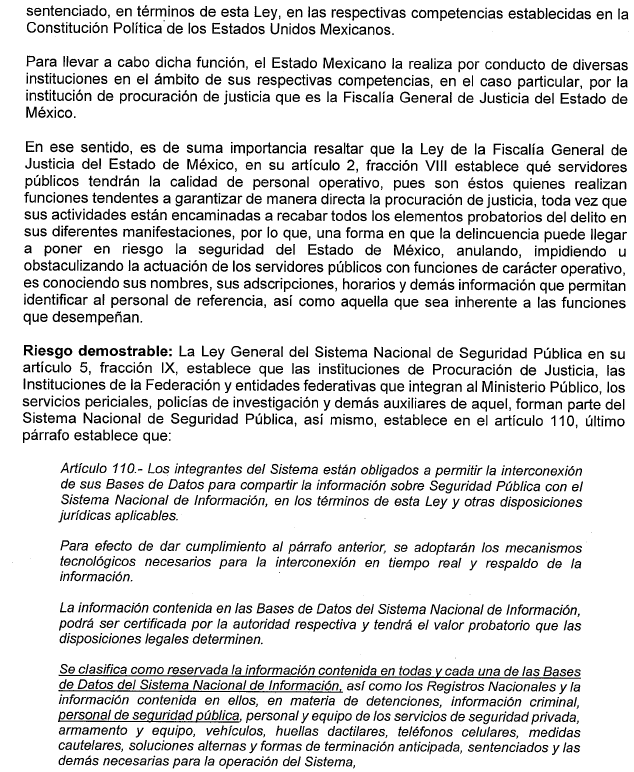 sentenciado, en términos de esta Ley, en las respectivas competencias establecidas en la
Constitución Política de los Estados Unidos Mexicanos.
Para llevar a cabo dicha función, el Estado Mexicano la realiza por conducto de diversas
instituciones en el ámbito de sus respectivas competencias, en el caso particular, por la
institución de procuración de justicia que es la Fiscalía General de Justicia del Estado de
México.
En ese sentido, es de suma importancia resaltar que la Ley de la Fiscalía General de
Justicia del Estado de México, en su artículo 2, fracción VIII establece qué servidores
públicos tendrán la calidad de personal operativo, pues son éstos quienes realizan
funciones tendentes a garantizar de manera directa la procuración de justicia, toda vez que
sus actividades están encaminadas a recabar todos los elementos probatorios del delito en
sus diferentes manifestaciones, por lo que, una forma en que la delincuencia puede llegar
a poner en riesgo la seguridad del Estado de México, anulando, impidiendo u
obstaculizando la actuación de los servidores públicos con funciones de carácter operativo,
es conociendo sus nombres, sus adscripciones, horarios y demás información que permitan
identificar al personal de referencia, así como aquella que sea inherente a las funciones
que desempeñan.
Riesgo demostrable: La Ley General del Sistema Nacional de Seguridad Pública en su
artículo 5, fracción IX, establece que las instituciones de Procuración de Justicia, las
Instituciones de la Federación y entidades federativas que integran al Ministerio Público, los
servicios periciales, policías de investigación y demás auxiliares de aquel, forman parte del
Sistema Nacional de Seguridad Pública, así mismo, establece en el artículo 110, último
párrafo establece que:
Artículo 110.- Los integrantes del Sistema están obligados a permitir la interconexión
de sus Bases de Datos para compartir la información sobre Seguridad Pública con el
Sistema Nacional de Información, en los términos de esta Ley y otras disposiciones
jurídicas aplicables.
Para efecto de dar cumplimiento al párrafo anterior, se adoptarán los mecanismos
tecnológicos necesarios para la interconexión en tiempo real y respaldo de la
información.
La información contenida en las Bases de Datos del Sistema Nacional de Información,
podrá ser certificada por la autoridad respectiva y tendrá el valor probatorio que las
disposiciones legales determinen.
Se clasifica como reservada la información contenida en todas y cada una de las Bases
de Datos del Sistema Nacional de Información, así como los Registros Nacionales y la
información contenida en ellos, en materia de detenciones, información criminal,
personal de seguridad pública, personal y equipo de los servicios de seguridad privada,
armamento y equipo, vehículos, huellas dactilares, teléfonos celulares, medidas
cautelares, soluciones alternas y formas de terminación anticipada, sentenciados y las
demás necesarias para la operación del Sistema,